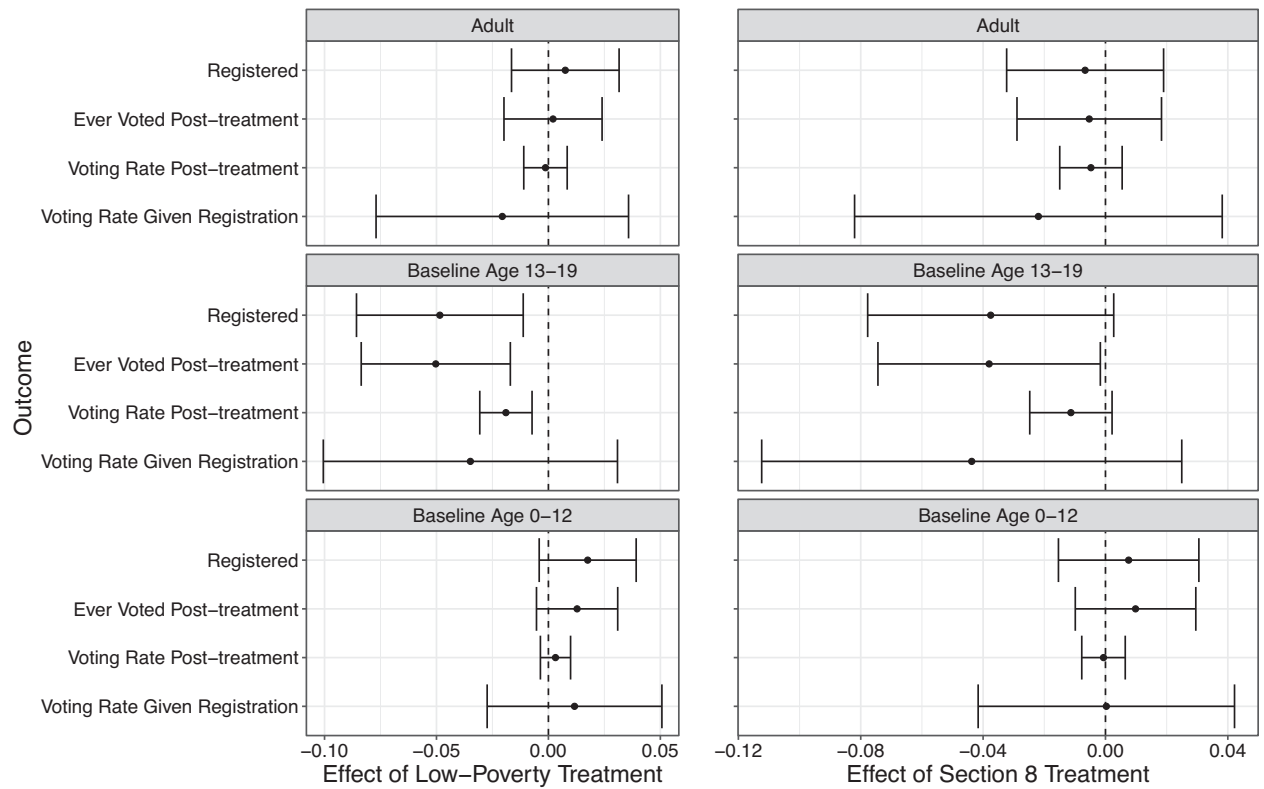 Adult
Adult
Registered
Ever Voted Post−treatment
Voting Rate Post−treatment
Voting Rate Given Registration
Baseline Age 13−19
Baseline Age 13−19
Registered
Ever Voted Post−treatment
Voting Rate Post−treatment
Voting Rate Given Registration
Outcome
Baseline Age 0−12
Baseline Age 0−12
Registered
Ever Voted Post−treatment
Voting Rate Post−treatment
Voting Rate Given Registration
−0.10 −0.05 0.00 0.05
−0.12 −0.08 −0.04 0.00 0.04
Effect of Low−Poverty Treatment
Effect of Section 8 Treatment